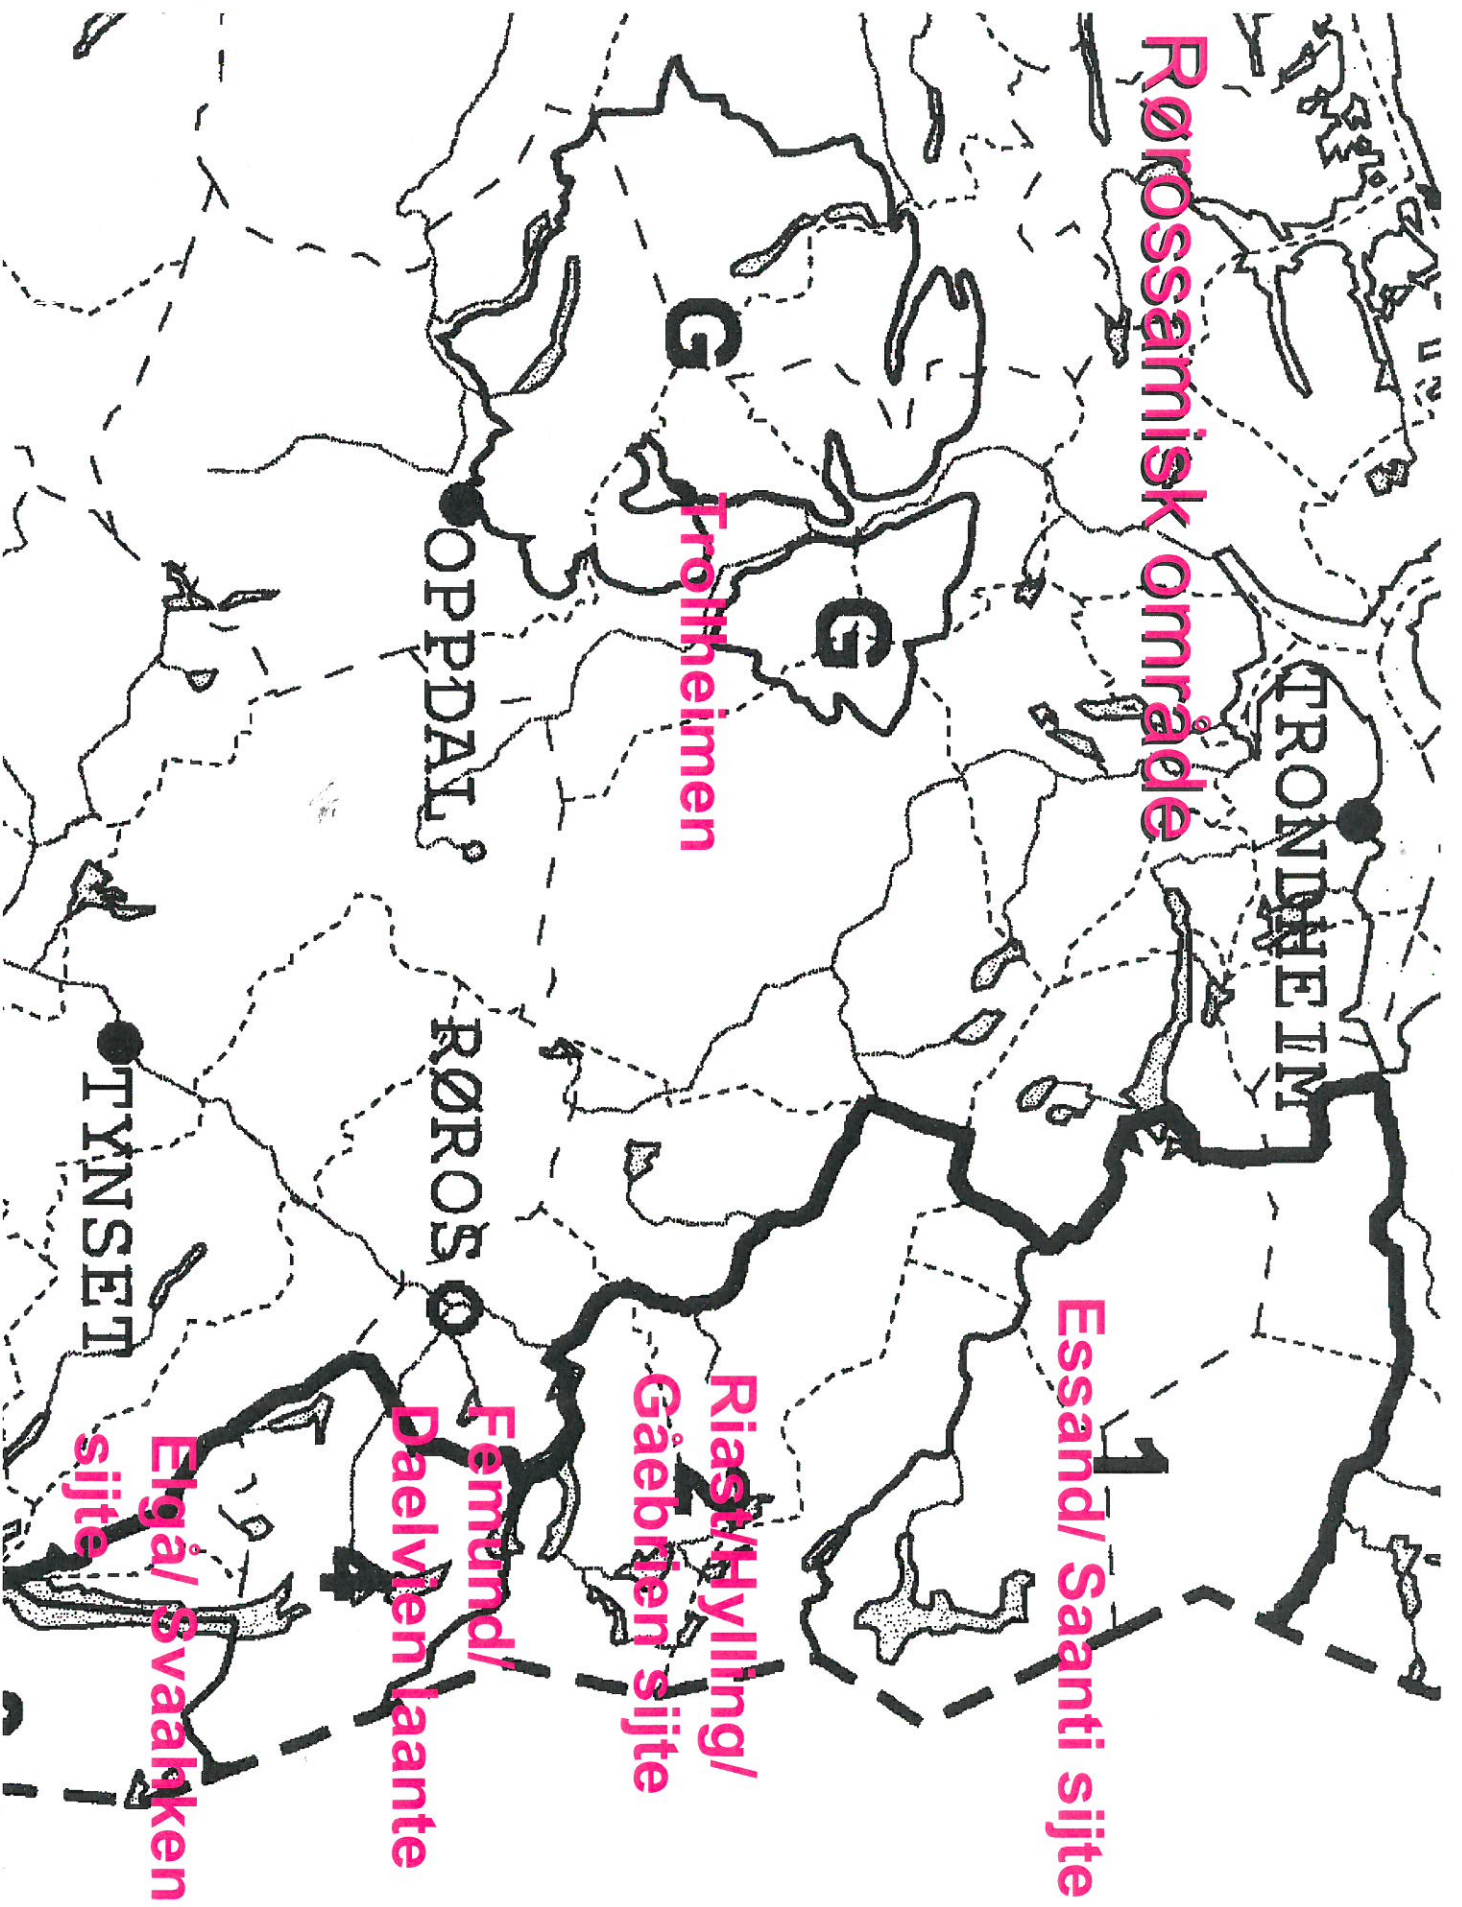 Rørossamisk område
TRONDHEIM
G
G
Trollheimen
OPPDAL
Essand/ Saanti sijte
1
Riast/Hylling/
Gåebrien sijte
2
RØROS
Femund/
Daelvien laante
4
TYNSET
Elgå/ Svaahken
sijte